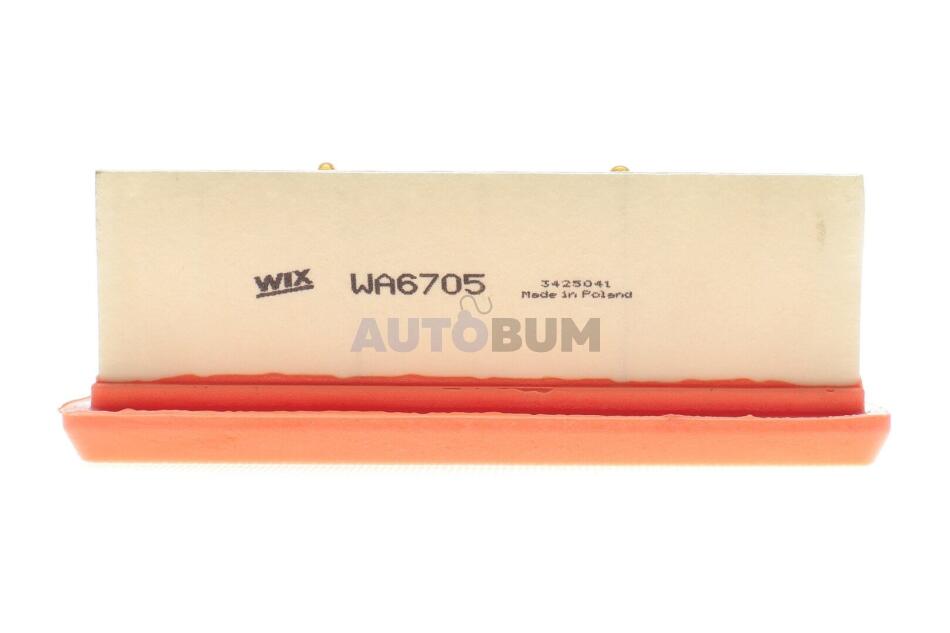 WIX WA6705 3425041
Made in Poland
AUTOBUM